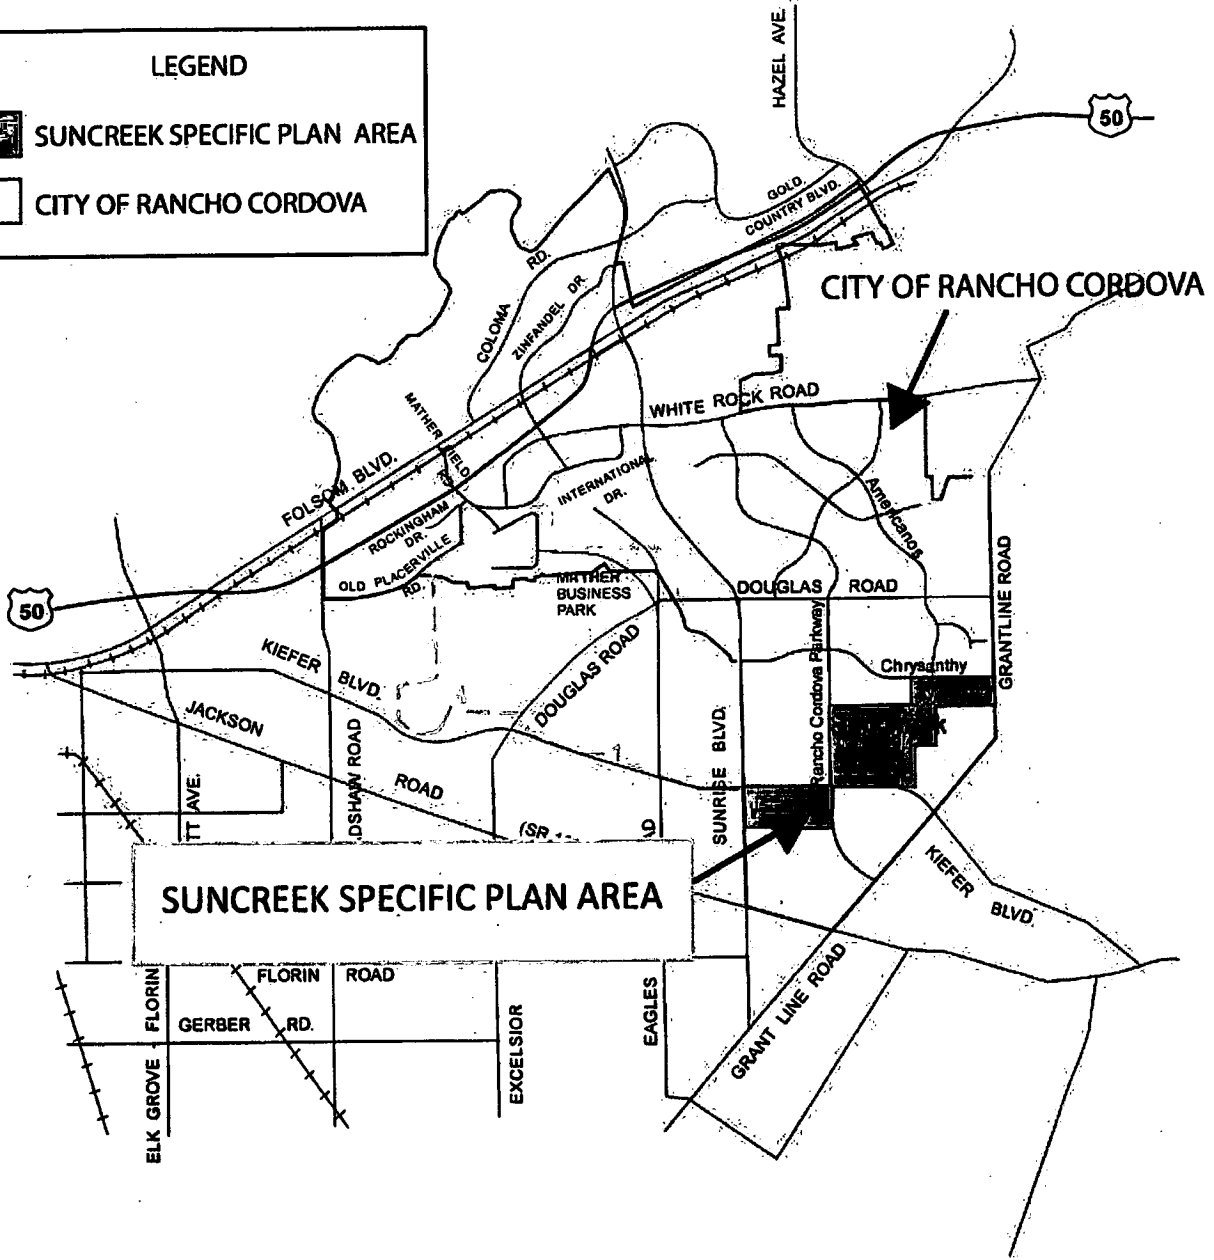 LEGEND
SUNCREEK SPECIFIC PLAN AREA
CITY OF RANCHO CORDOVA
HAZEL AVE.
50
GOLD
COUNTRY BLVD.
CITY OF RANCHO CORDOVA
COLOMA
RD.
ZINFANDEL DR
WHITE ROCK ROAD
MATHER FIELD
FOLSOM BLVD.
INTERNATIONAL
DR.
Americanos
ROCKINGHAM
DR.
OLD PLACERVILLE
RD.
MATHER
BUSINESS
PARK
DOUGLAS ROAD
GRANTLINE ROAD
50
KIEFER BLVD.
DOUGLAS ROAD
Rancho Cordova Parkway
Chrysanthy
JACKSON
ROAD
DSHAW ROAD
SUNRISE BLVD.
TT AVE.
(SR
KIEFER
BLVD.
SUNCREEK SPECIFIC PLAN AREA
FLORIN ROAD
GERBER RD.
ELK GROVE - FLORIN
EXCELSIOR
EAGLES
GRANT LINE ROAD